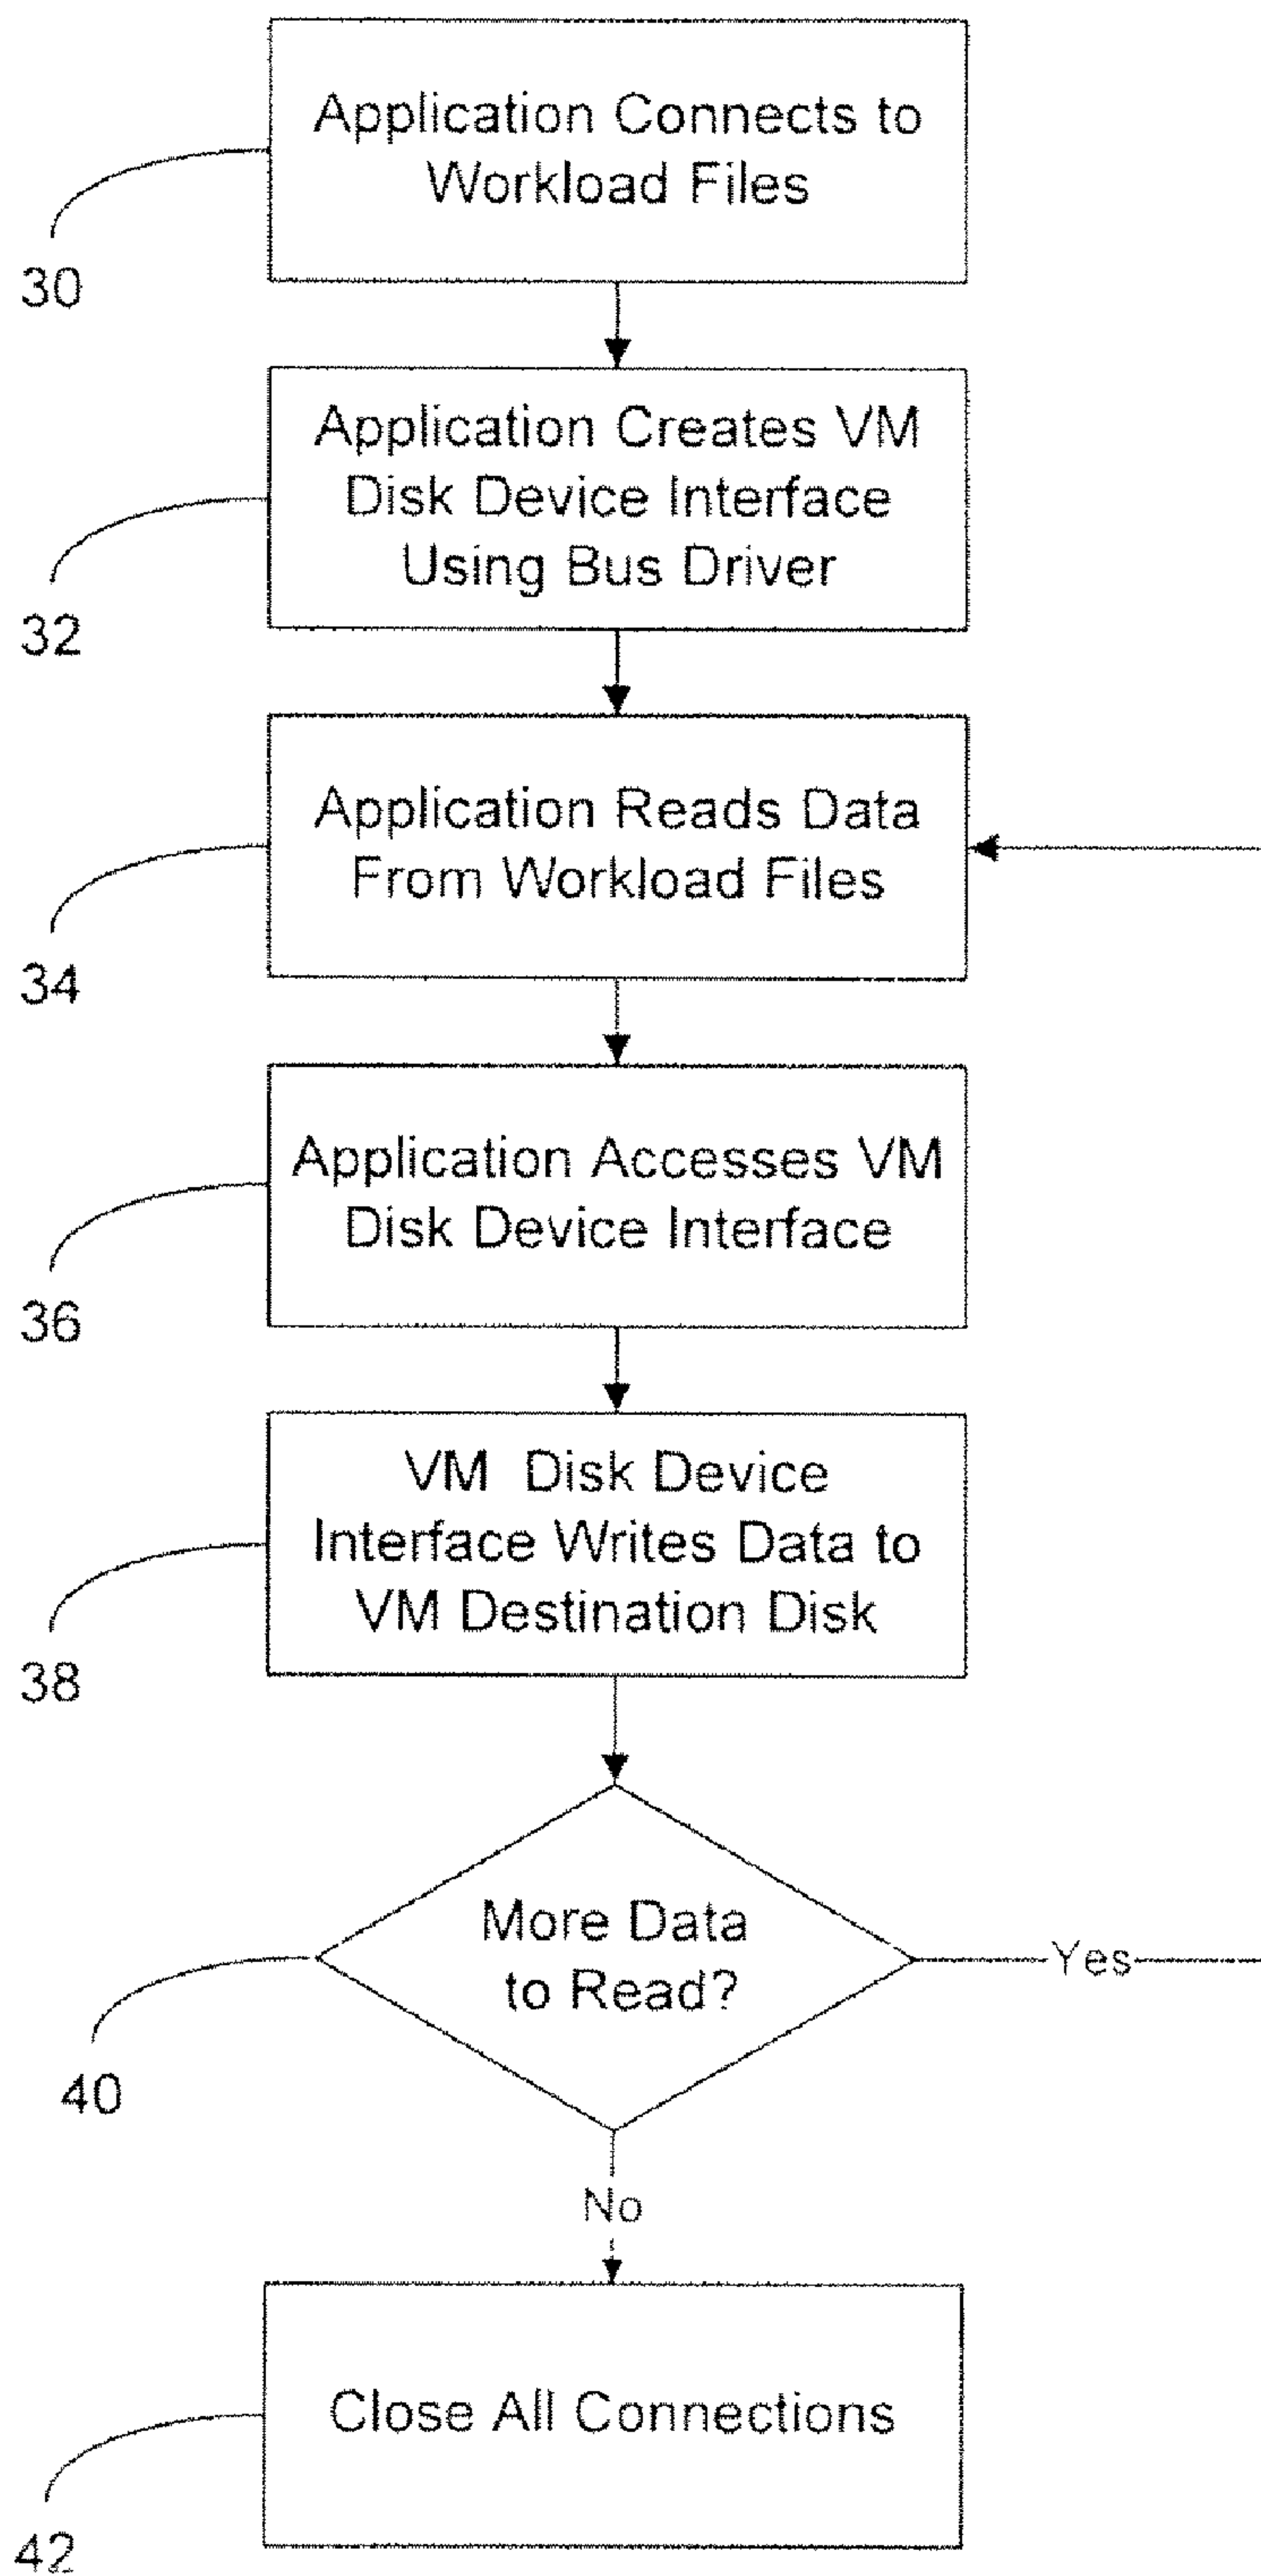 Application Connects to
Workload Files
30
Application Creates VM
Disk Device Interface
Using Bus Driver
32
Application Reads Data
From Workload Files
34
Application Accesses VM
Disk Device Interface
36
VM Disk Device
Interface Writes Data to
VM Destination Disk
38
More Data
to Read?
Yes
40
No
Close All Connections
42